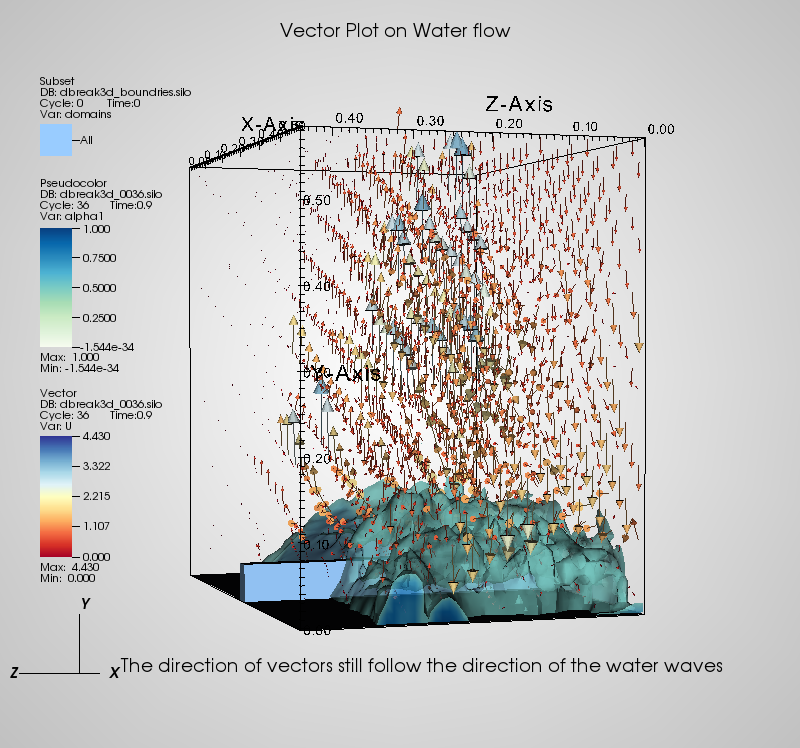 Vector Plot on Water flow
Subset
DB: dbreak3d_boundries.silo
Cycle: 0 Time:0
Var: domains
All
Pseudocolor
DB: dbreak3d_0036.silo
Cycle: 36 Time:0.9
Var: alpha1
1.000
0.7500
0.5000
0.2500
-1.544e-34
Max: 1.000
Min: -1.544e-34
Vector
DB: dbreak3d_0036.silo
Cycle: 36 Time:0.9
Var: U
4.430
3.322
2.215
1.107
0.000
Max: 4.430
Min: 0.000
X-Axis
Z-Axis
0.40
0.30
0.20
0.10
0.00
0.50
0.40
Y-Axis
0.20
0.10
0.00
Y
Z
X
The direction of vectors still follow the direction of the water waves